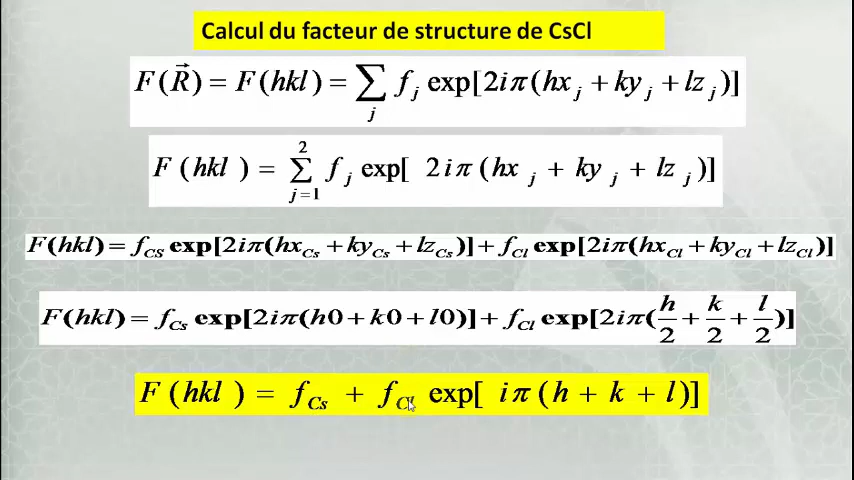 Calcul du facteur de structure de CsCl
F(R⃗) = F(hkl) = ∑_j f_j exp[2iπ(hx_j + ky_j + lz_j)]
F (hkl ) = ∑_{j=1}^{2} f_j exp[ 2iπ (hx_j + ky_j + lz_j)]
F(hkl) = f_CS exp[2iπ(hx_Cs + ky_Cs + lz_Cs)] + f_Cl exp[2iπ(hx_Cl + ky_Cl + lz_Cl)]
F(hkl) = f_Cs exp[2iπ(h0 + k0 + l0)] + f_Cl exp[2iπ(h/2 + k/2 + l/2)]
F (hkl ) = f_Cs + f_Cl exp[ iπ (h + k + l)]